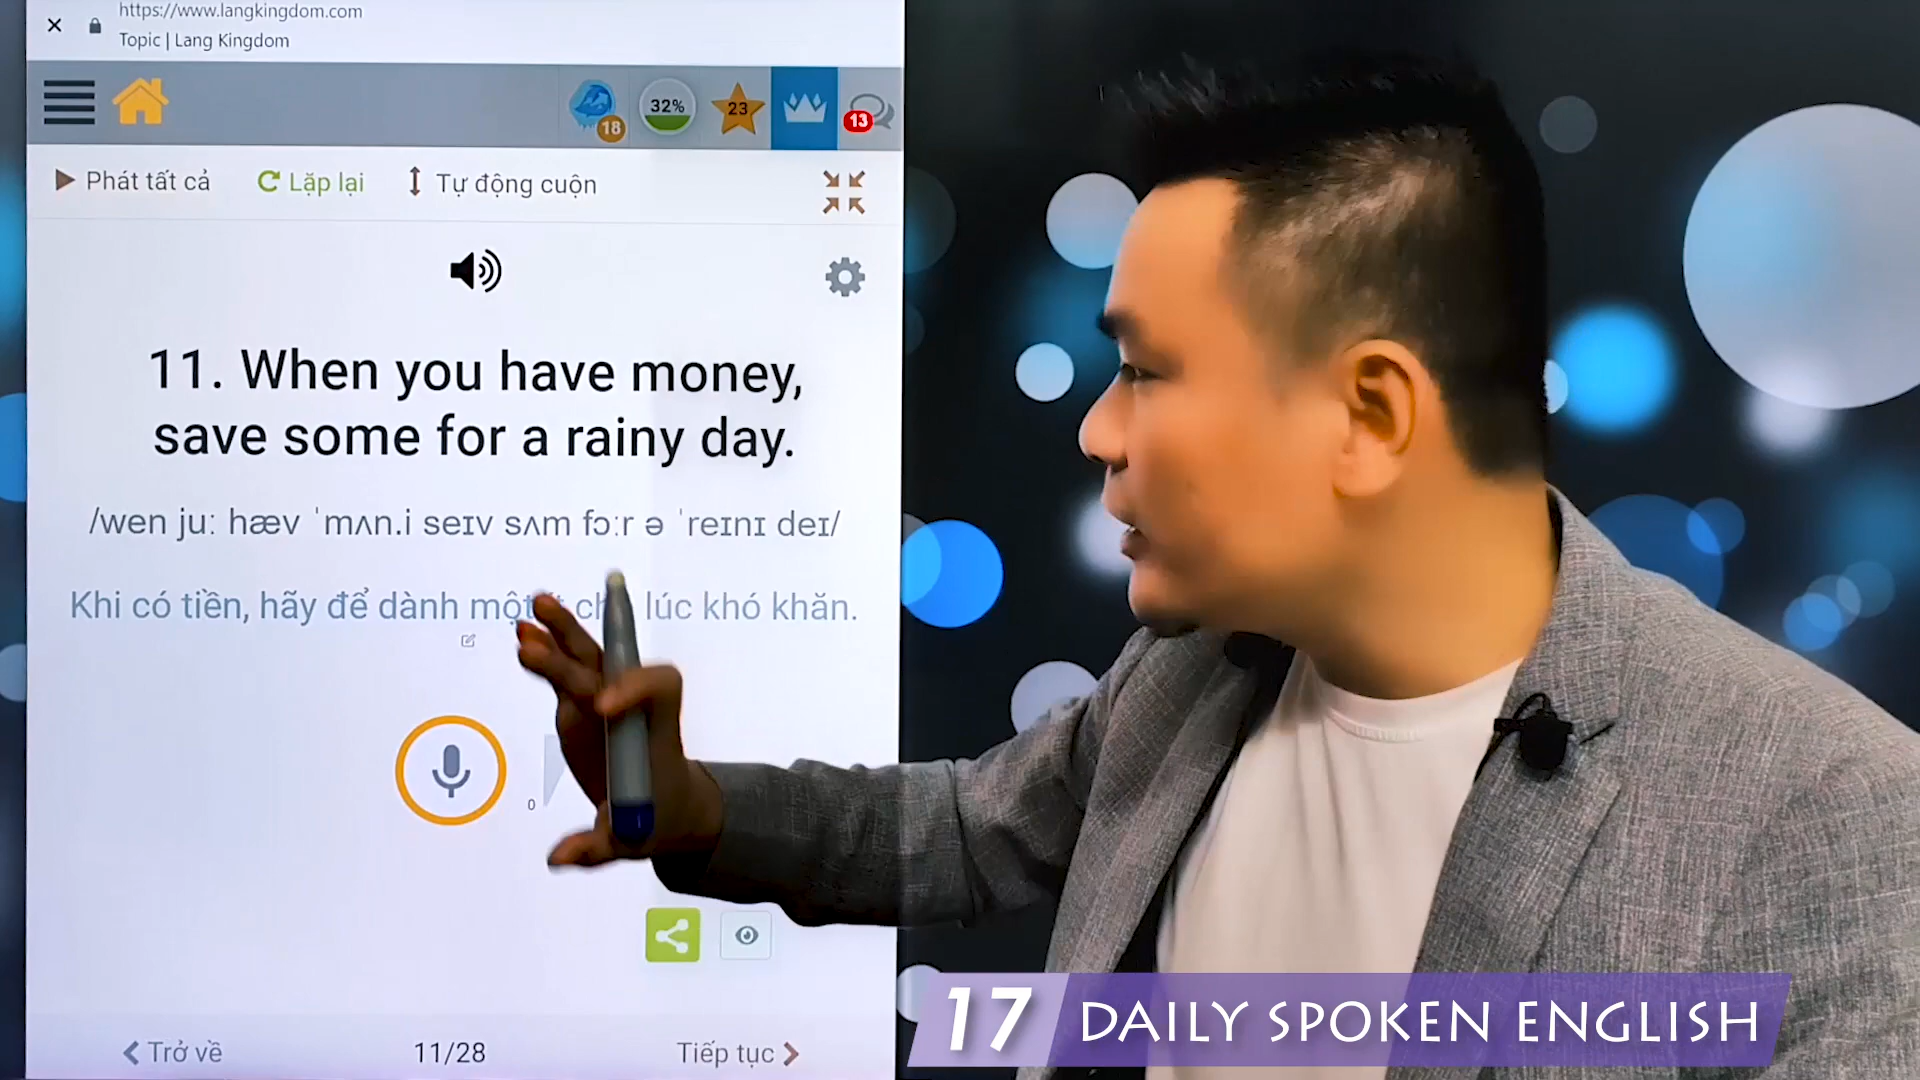 https://www.langkingdom.com
Topic | Lang Kingdom
18
32%
23
13
Phát tất cả
Lặp lại
Tự động cuộn
11. When you have money,
save some for a rainy day.
/wen juː hæv ˈmʌn.i seɪv sʌm fɔːr ə ˈreɪnɪ deɪ/
Khi có tiền, hãy để dành một lúc khó khăn.
0
Trở về
11/28
Tiếp tục
17 DAILY SPOKEN ENGLISH